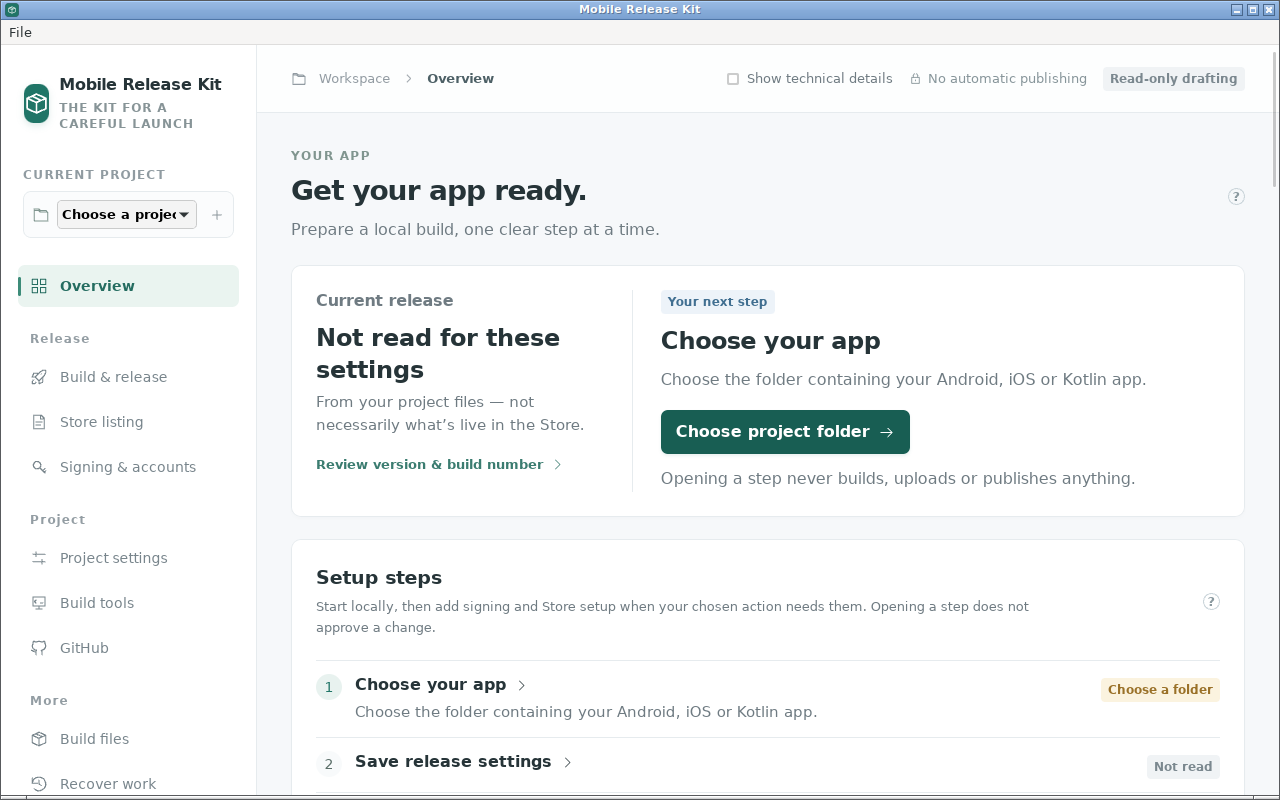 Mobile Release Kit
File
Mobile Release Kit
THE KIT FOR A
CAREFUL LAUNCH
CURRENT PROJECT
Choose a projec
Overview
Release
Build & release
Store listing
Signing & accounts
Project
Project settings
Build tools
GitHub
More
Build files
Recover work
Workspace
Overview
Show technical details
No automatic publishing
Read-only drafting
YOUR APP
Get your app ready.
?
Prepare a local build, one clear step at a time.
Current release
Not read for these
settings
From your project files — not
necessarily what’s live in the Store.
Review version & build number
Your next step
Choose your app
Choose the folder containing your Android, iOS or Kotlin app.
Choose project folder →
Opening a step never builds, uploads or publishes anything.
Setup steps
Start locally, then add signing and Store setup when your chosen action needs them. Opening a step does not
approve a change.
?
1
Choose your app
Choose a folder
Choose the folder containing your Android, iOS or Kotlin app.
2
Save release settings
Not read